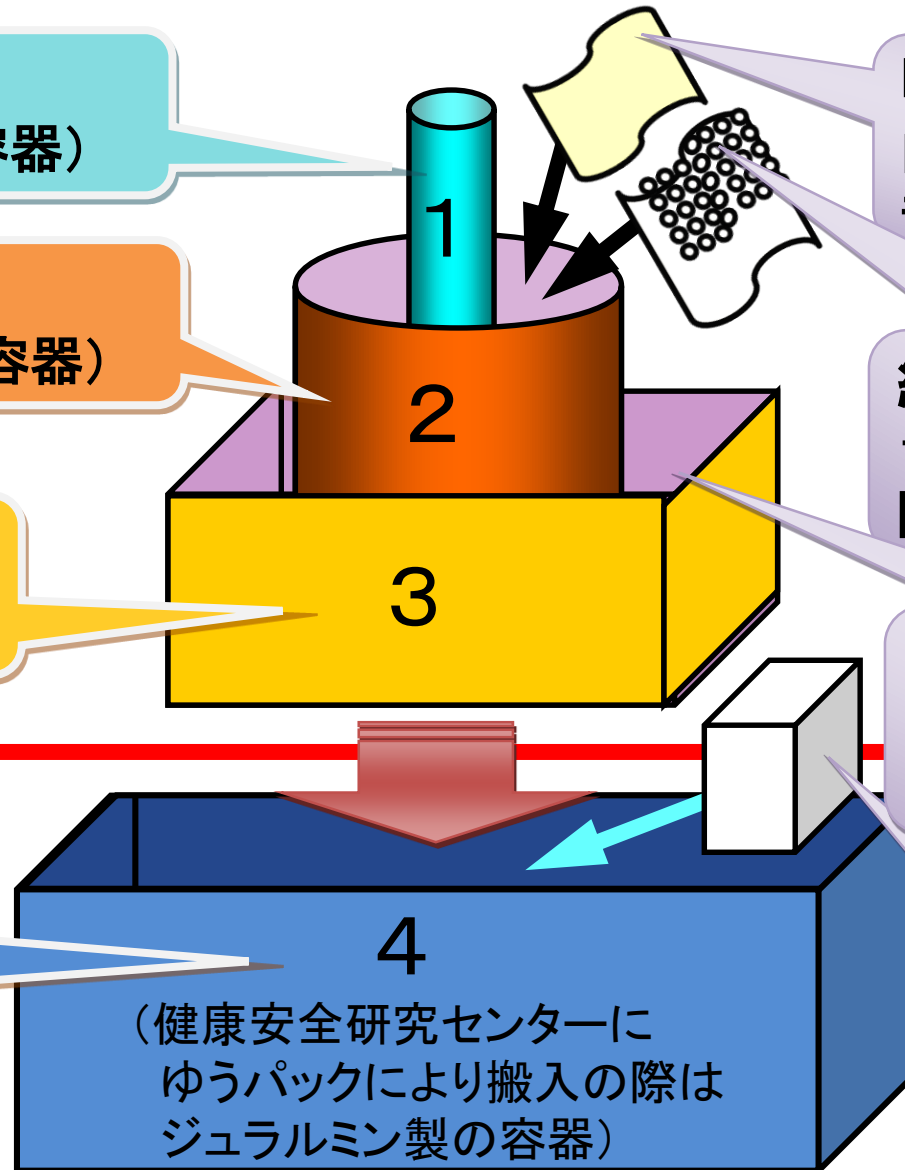 容器）
1
容器）
2
3
4
（健康安全研究センターに
ゆうパックにより搬入の際は
ジュラルミン製の容器）